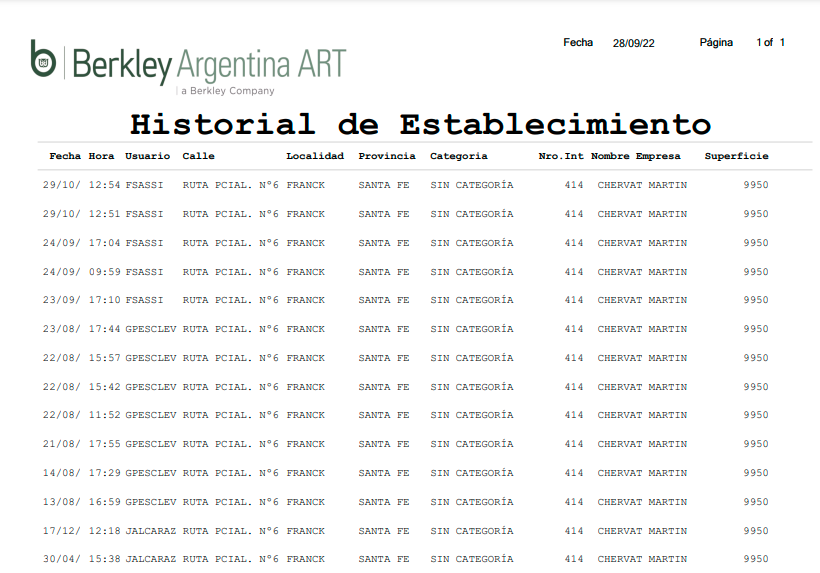 Fecha 28/09/22 Página 1 of 1
b Berkley Argentina ART
a Berkley Company
Historial de Establecimiento
Fecha Hora Usuario Calle Localidad Provincia Categoria Nro.Int Nombre Empresa Superficie
29/10/ 12:54 FSASSI RUTA PCIAL. N°6 FRANCK SANTA FE SIN CATEGORÍA 414 CHERVAT MARTIN 9950
29/10/ 12:51 FSASSI RUTA PCIAL. N°6 FRANCK SANTA FE SIN CATEGORÍA 414 CHERVAT MARTIN 9950
24/09/ 17:04 FSASSI RUTA PCIAL. N°6 FRANCK SANTA FE SIN CATEGORÍA 414 CHERVAT MARTIN 9950
24/09/ 09:59 FSASSI RUTA PCIAL. N°6 FRANCK SANTA FE SIN CATEGORÍA 414 CHERVAT MARTIN 9950
23/09/ 17:10 FSASSI RUTA PCIAL. N°6 FRANCK SANTA FE SIN CATEGORÍA 414 CHERVAT MARTIN 9950
23/08/ 17:44 GPESCLEV RUTA PCIAL. N°6 FRANCK SANTA FE SIN CATEGORÍA 414 CHERVAT MARTIN 9950
22/08/ 15:57 GPESCLEV RUTA PCIAL. N°6 FRANCK SANTA FE SIN CATEGORÍA 414 CHERVAT MARTIN 9950
22/08/ 15:42 GPESCLEV RUTA PCIAL. N°6 FRANCK SANTA FE SIN CATEGORÍA 414 CHERVAT MARTIN 9950
22/08/ 11:52 GPESCLEV RUTA PCIAL. N°6 FRANCK SANTA FE SIN CATEGORÍA 414 CHERVAT MARTIN 9950
21/08/ 17:55 GPESCLEV RUTA PCIAL. N°6 FRANCK SANTA FE SIN CATEGORÍA 414 CHERVAT MARTIN 9950
14/08/ 17:29 GPESCLEV RUTA PCIAL. N°6 FRANCK SANTA FE SIN CATEGORÍA 414 CHERVAT MARTIN 9950
13/08/ 16:59 GPESCLEV RUTA PCIAL. N°6 FRANCK SANTA FE SIN CATEGORÍA 414 CHERVAT MARTIN 9950
17/12/ 12:18 JALCARAZ RUTA PCIAL. N°6 FRANCK SANTA FE SIN CATEGORÍA 414 CHERVAT MARTIN 9950
30/04/ 15:38 JALCARAZ RUTA PCIAL. N°6 FRANCK SANTA FE SIN CATEGORÍA 414 CHERVAT MARTIN 9950